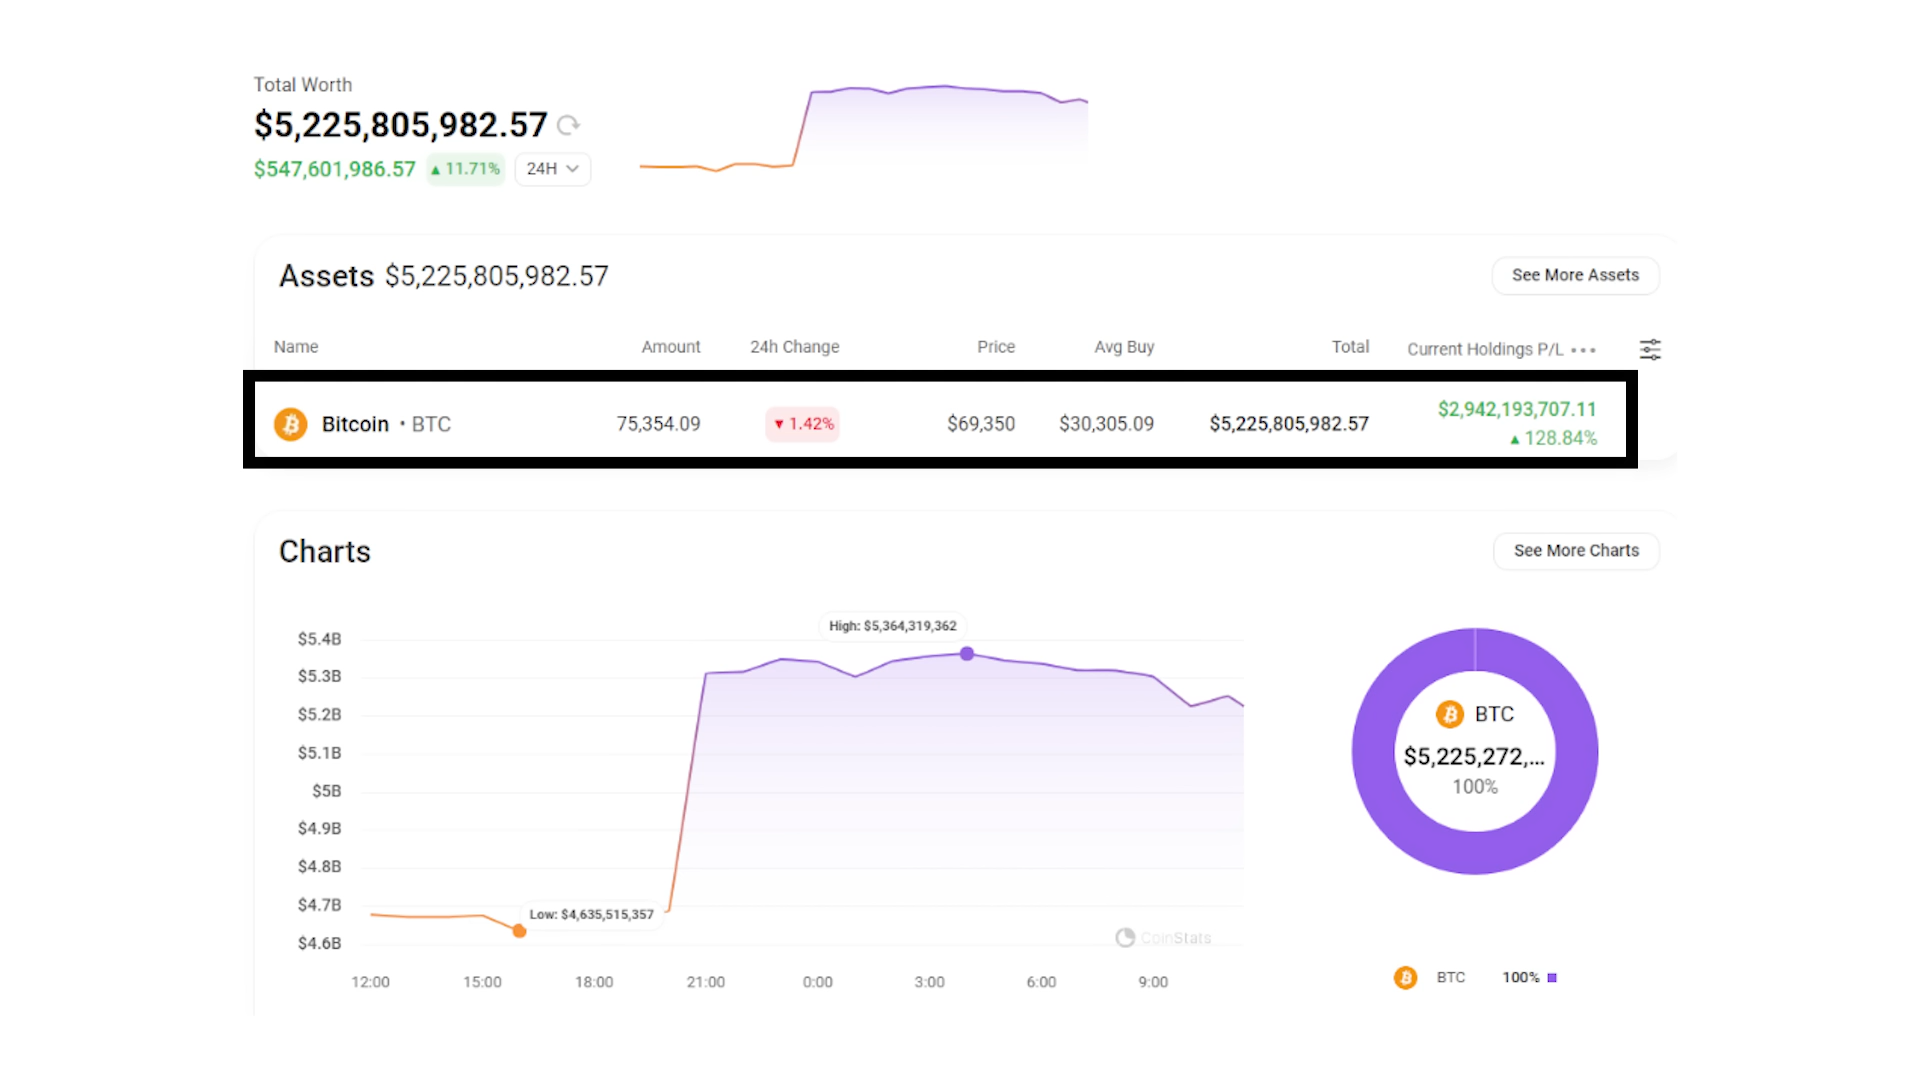 Total Worth
$5,225,805,982.57
$547,601,986.57 ▲ 11.71% 24H
Assets $5,225,805,982.57
See More Assets
Name Amount 24h Change Price Avg Buy Total Current Holdings P/L
Bitcoin • BTC 75,354.09 ▼ 1.42% $69,350 $30,305.09 $5,225,805,982.57 $2,942,193,707.11
▲ 128.84%
Charts
See More Charts
High: $5,364,319,362
$5.4B
$5.3B
$5.2B
$5.1B
$5B
$4.9B
$4.8B
$4.7B
$4.6B
Low: $4,635,515,357
CoinStats
12:00 15:00 18:00 21:00 0:00 3:00 6:00 9:00
BTC
$5,225,272,...
100%
BTC 100%